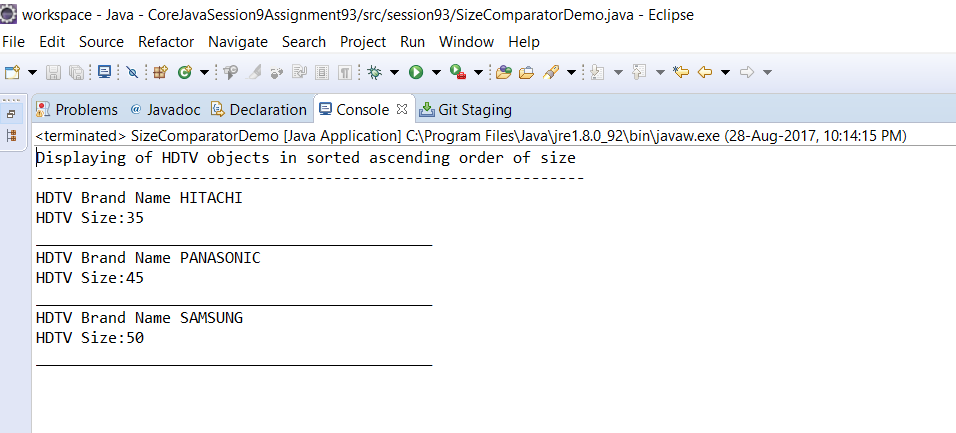 workspace - Java - CoreJavaSession9Assignment93/src/session93/SizeComparatorDemo.java - Eclipse
File Edit Source Refactor Navigate Search Project Run Window Help
Problems @ Javadoc Declaration Console Git Staging
<terminated> SizeComparatorDemo [Java Application] C:\Program Files\Java\jre1.8.0_92\bin\javaw.exe (28-Aug-2017, 10:14:15 PM)
Displaying of HDTV objects in sorted ascending order of size
-------------------------------------------------------------
HDTV Brand Name HITACHI
HDTV Size:35
____________________________________________
HDTV Brand Name PANASONIC
HDTV Size:45
____________________________________________
HDTV Brand Name SAMSUNG
HDTV Size:50
____________________________________________